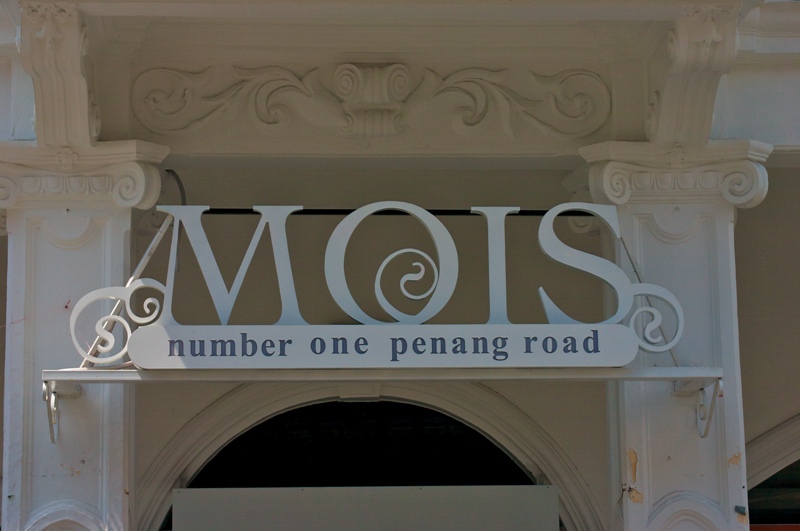 MOIS
number one penang road